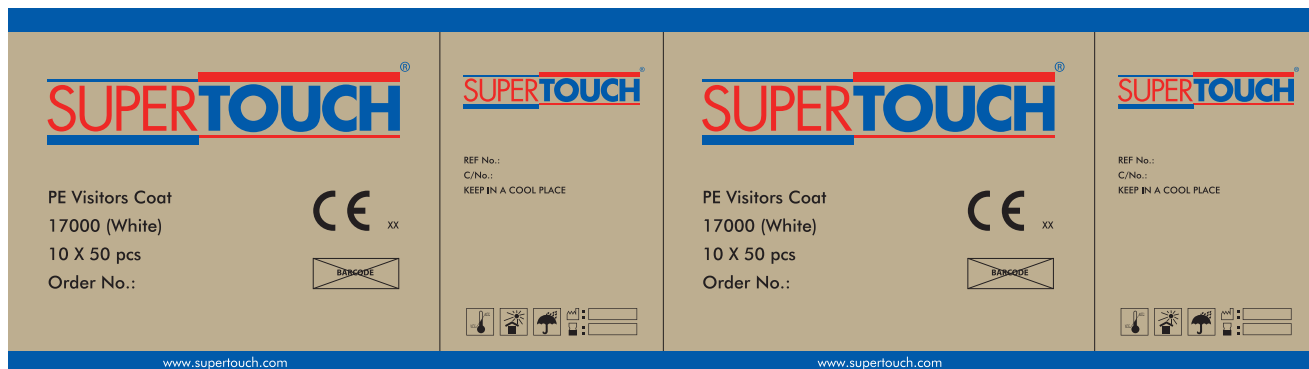 SUPERTOUCH®
PE Visitors Coat
17000 (White)
10 X 50 pcs
Order No.:
CE XX
BARCODE
www.supertouch.com
SUPERTOUCH®
REF No.:
C/No.:
KEEP IN A COOL PLACE
SUPERTOUCH®
PE Visitors Coat
17000 (White)
10 X 50 pcs
Order No.:
CE XX
BARCODE
www.supertouch.com
SUPERTOUCH®
REF No.:
C/No.:
KEEP IN A COOL PLACE